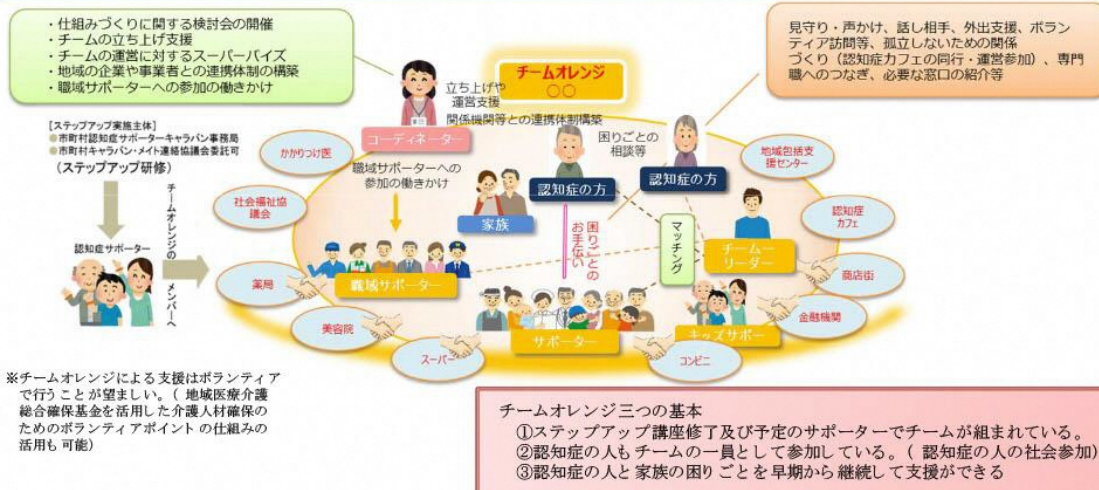 ・仕組みづくりに関する検討会の開催
・チームの立ち上げ支援
・チームの運営に対するスーパーバイズ
・地域の企業や事業者との連携体制の構築
・職域サポーターへの参加の働きかけ
チームオレンジ
○○
見守り・声かけ、話し相手、外出支援、ボラン
ティア訪問等、孤立しないための関係
づくり（認知症カフェの同行・運営参加）、専門
職へのつなぎ、必要な窓口の紹介等
立ち上げや
運営支援
関係機関等との連携体制構築
コーディネーター
困りごとの
相談等
[ステップアップ実施主体]
●市町村認知症サポーターキャラバン事務局
●市町村キャラバン・メイト連絡協議会委託可
(ステップアップ研修)
チームオレンジの
メンバーへ
認知症サポーター
かかりつけ医
職域サポーターへの
参加の働きかけ
社会福祉協
議会
薬局
美容院
スーパー
コンビニ
金融機関
商店街
認知症
カフェ
地域包括支
援センター
家族
認知症の方
認知症の方
困りごとの
お手伝い
マッチング
チームー
リーダー
職域サポーター
サポーター
キッズサポー
※チームオレンジによる支援はボランティア
で行うことが望ましい。( 地域医療介護
総合確保基金を活用した介護人材確保の
ためのボランティアポイント の仕組みの
活用も 可能)
チームオレンジ三つの基本
①ステップアップ講座修了及び予定のサポーターでチームが組まれている。
②認知症の人もチームの一員として参加している。( 認知症の人の社会参加)
③認知症の人と家族の困りごとを早期から 継続して支援ができる